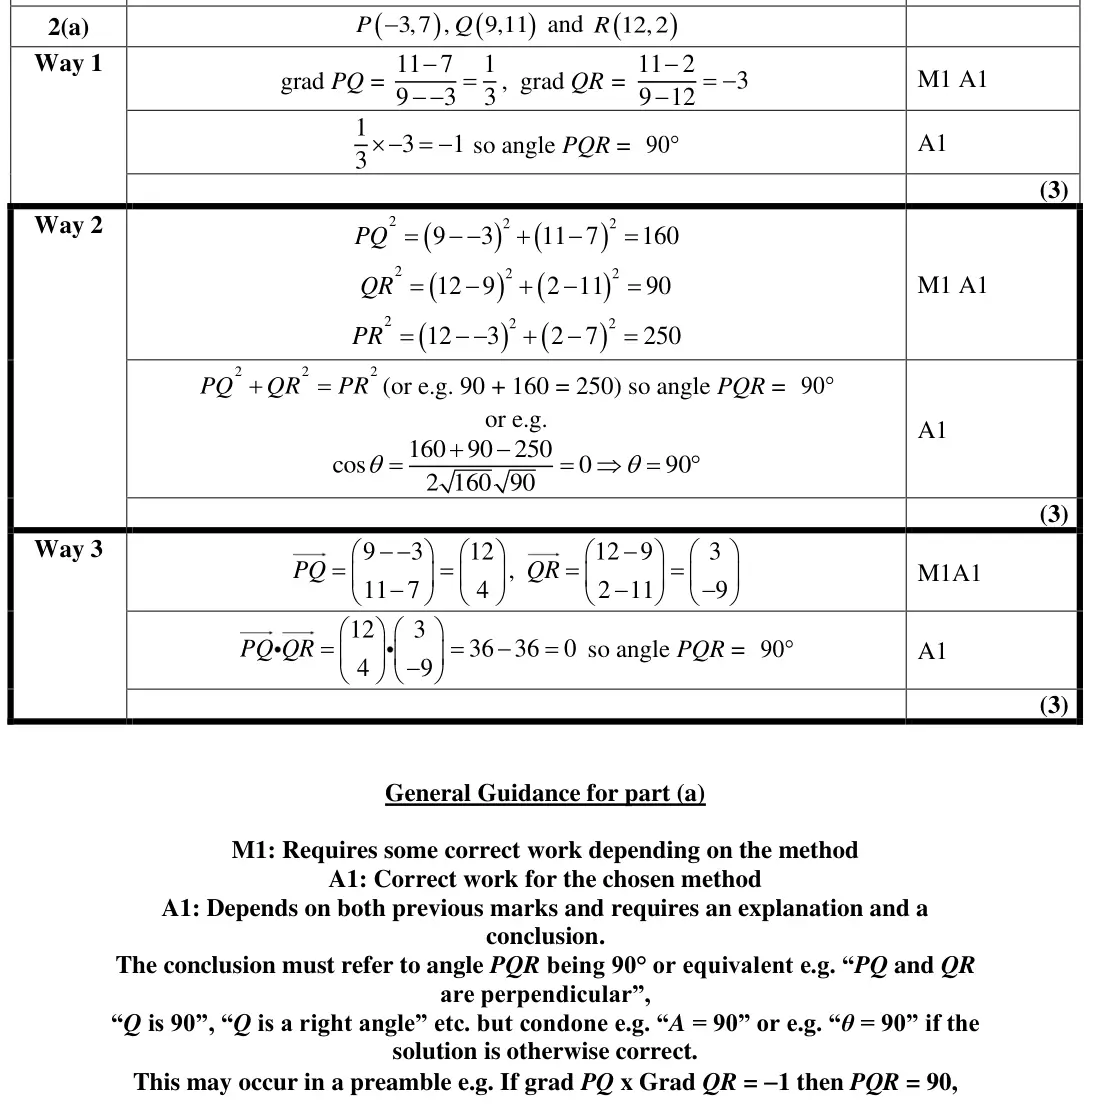 2(a) P(−3,7), Q(9,11) and R(12,2)
Way 1 grad PQ = (11−7)/(9−−3) = 1/3, grad QR = (11−2)/(9−12) = −3 M1 A1
1/3 × −3 = −1 so angle PQR = 90° A1
(3)
Way 2 PQ² = (9−−3)² + (11−7)² = 160
QR² = (12−9)² + (2−11)² = 90 M1 A1
PR² = (12−−3)² + (2−7)² = 250
PQ² + QR² = PR² (or e.g. 90 + 160 = 250) so angle PQR = 90°
or e.g.
A1
cos θ = (160+90−250)/(2√160√90) = 0 ⇒ θ = 90°
(3)
Way 3 PQ→ = (9−−3 / 11−7) = (12 / 4), QR→ = (12−9 / 2−11) = (3 / −9) M1A1
PQ→•QR→ = (12 / 4)•(3 / −9) = 36−36 = 0 so angle PQR = 90° A1
(3)
General Guidance for part (a)
M1: Requires some correct work depending on the method
A1: Correct work for the chosen method
A1: Depends on both previous marks and requires an explanation and a
conclusion.
The conclusion must refer to angle PQR being 90° or equivalent e.g. “PQ and QR
are perpendicular”,
“Q is 90”, “Q is a right angle” etc. but condone e.g. “A = 90” or e.g. “θ = 90” if the
solution is otherwise correct.
This may occur in a preamble e.g. If grad PQ x Grad QR = –1 then PQR = 90,